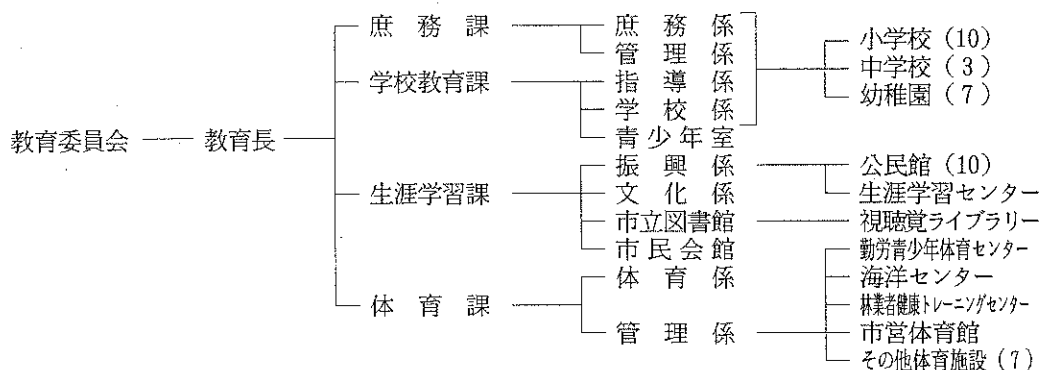 教育委員会
教育長
庶務課
庶務係
管理係
学校教育課
指導係
学校係
青少年室
小学校(10)
中学校(3)
幼稚園(7)
生涯学習課
振興係
公民館(10)
生涯学習センター
文化係
市立図書館
視聴覚ライブラリー
市民会館
体育課
体育係
管理係
勤労青少年体育センター
海洋センター
林業者健康トレーニングセンター
市営体育館
その他体育施設(7)